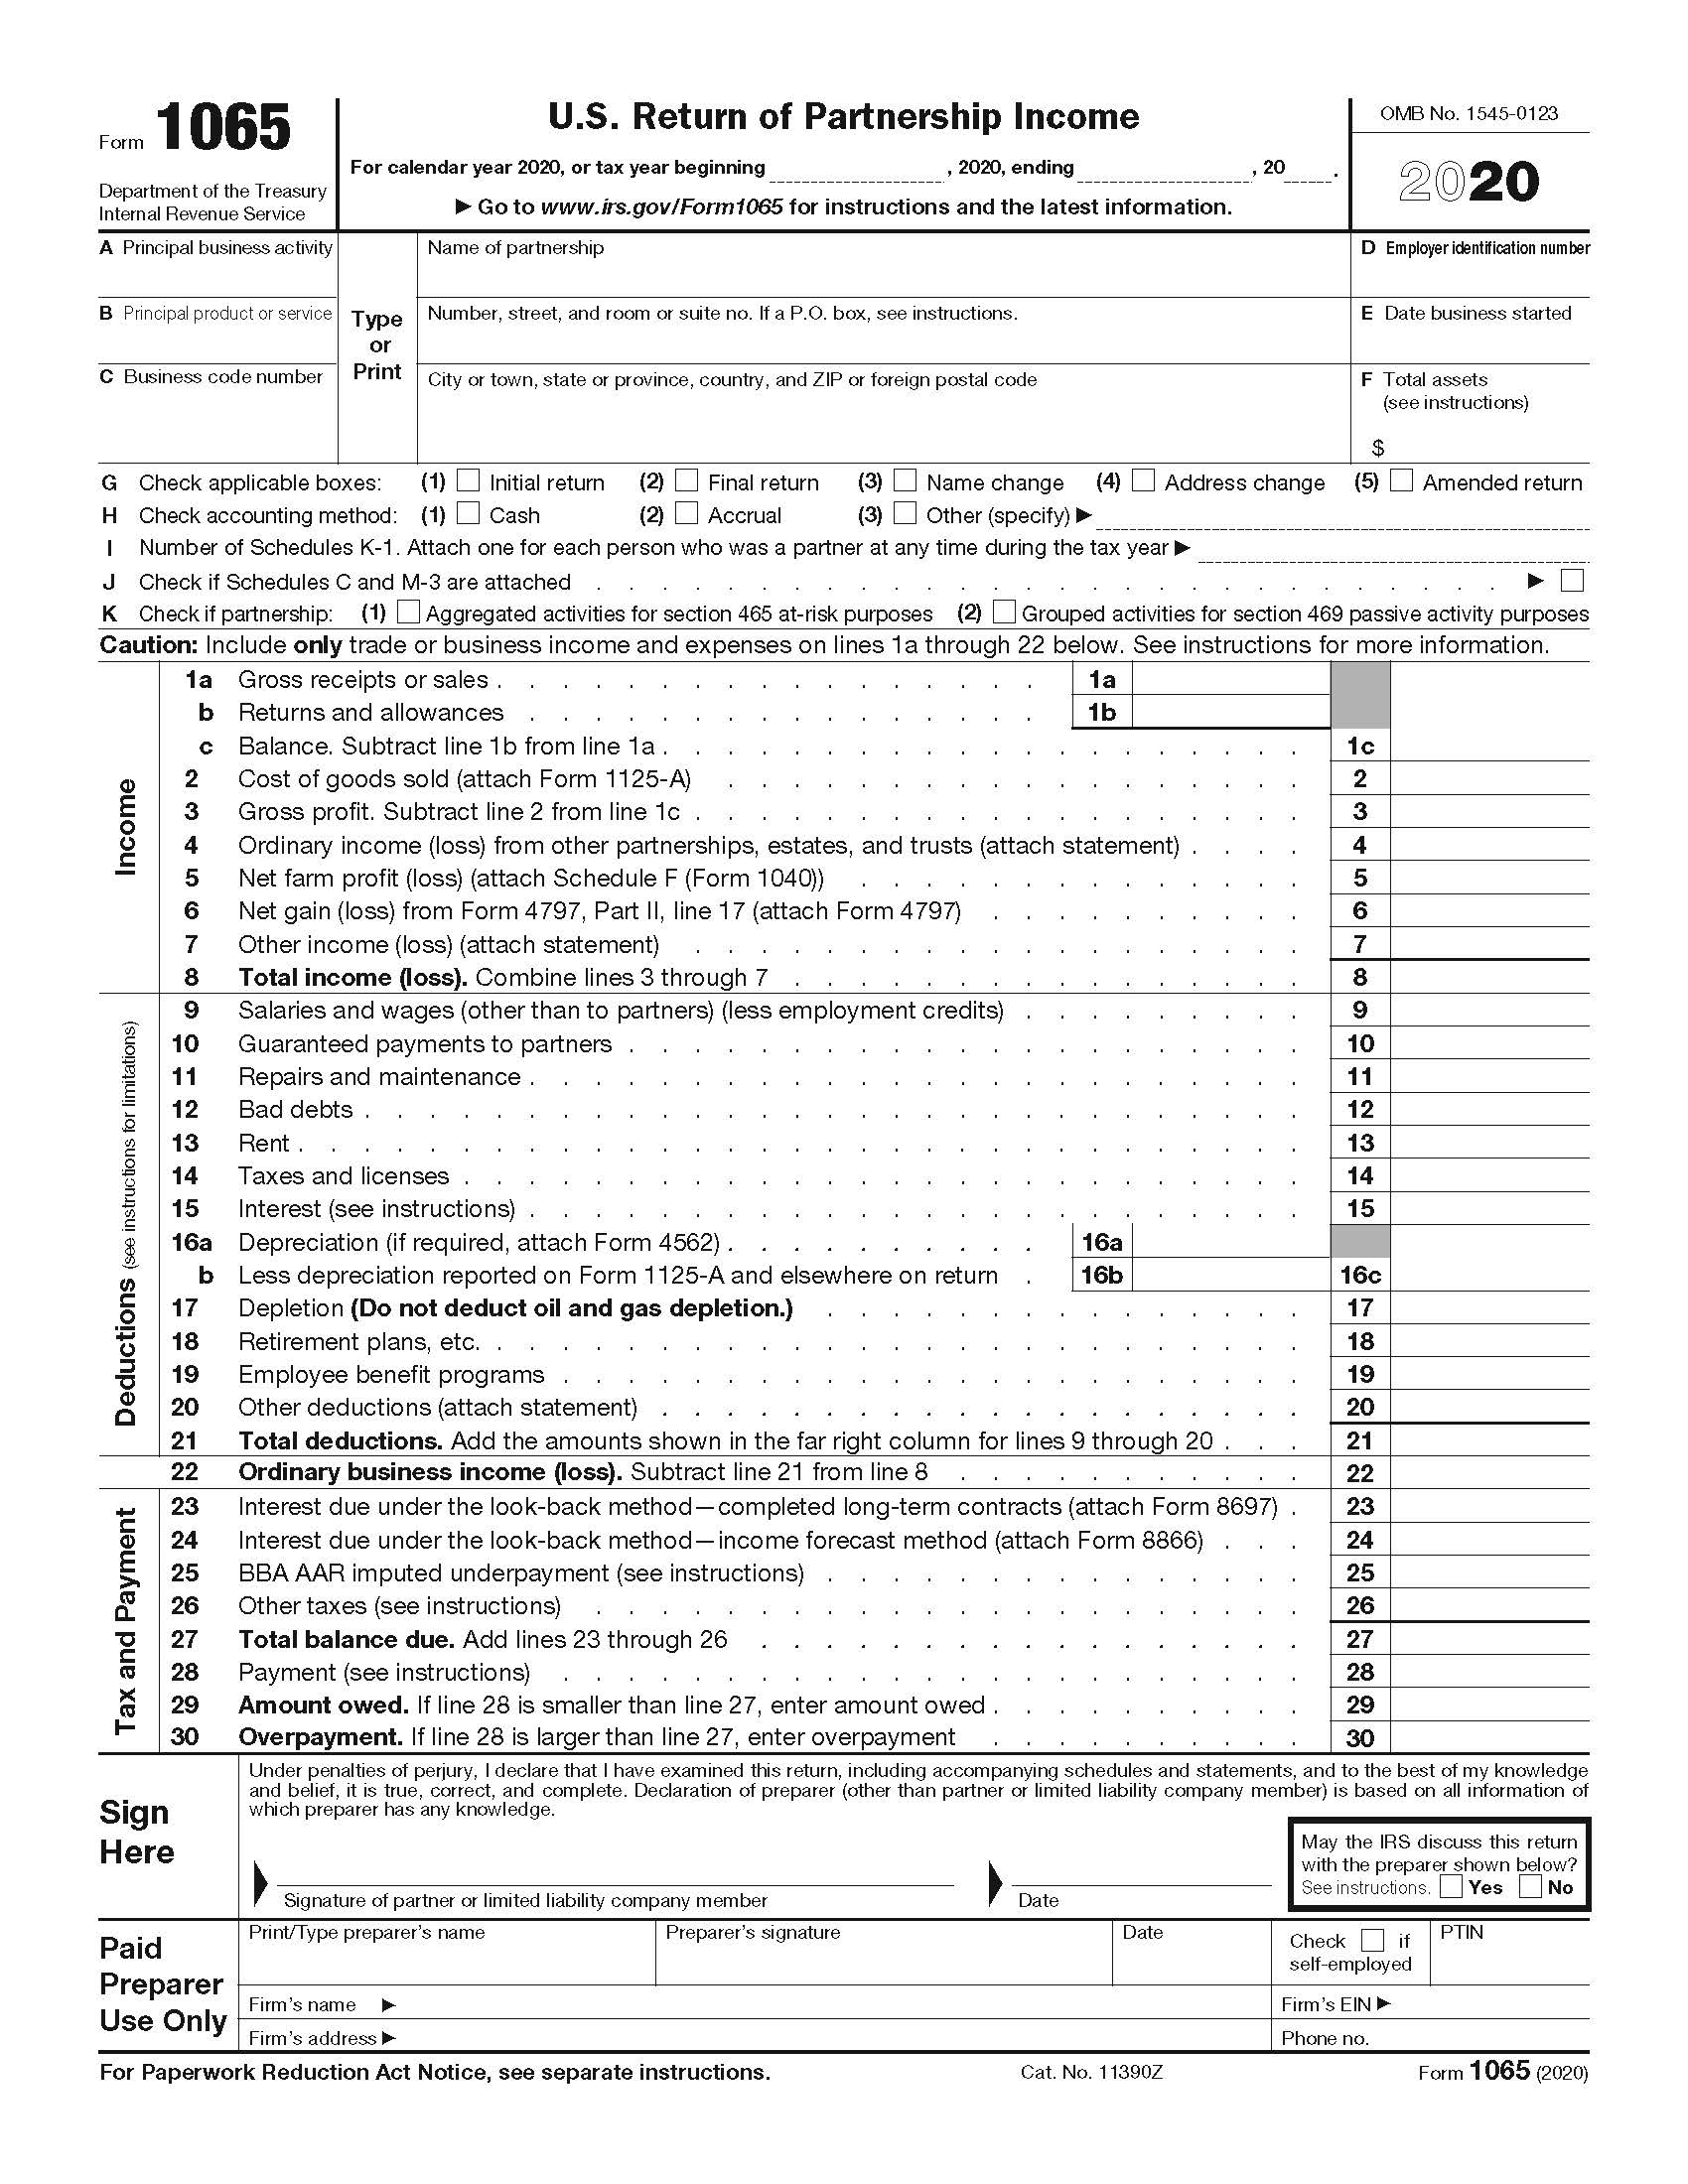 Form 1065
Department of the Treasury
Internal Revenue Service
U.S. Return of Partnership Income
For calendar year 2020, or tax year beginning , 2020, ending , 20 .
▶ Go to www.irs.gov/Form1065 for instructions and the latest information.
OMB No. 1545-0123
2020
A Principal business activity
B Principal product or service
C Business code number
Type
or
Print
Name of partnership
Number, street, and room or suite no. If a P.O. box, see instructions.
City or town, state or province, country, and ZIP or foreign postal code
D Employer identification number
E Date business started
F Total assets
(see instructions)
$
G Check applicable boxes: (1) Initial return (2) Final return (3) Name change (4) Address change (5) Amended return
H Check accounting method: (1) Cash (2) Accrual (3) Other (specify) ▶
I Number of Schedules K-1. Attach one for each person who was a partner at any time during the tax year ▶
J Check if Schedules C and M-3 are attached . . . . . . . . . . . . . . . . . . . . . . . . . . . . ▶
K Check if partnership: (1) Aggregated activities for section 465 at-risk purposes (2) Grouped activities for section 469 passive activity purposes
Caution: Include only trade or business income and expenses on lines 1a through 22 below. See instructions for more information.
Income
1a Gross receipts or sales . . . . . . . . . . . . . . . . . 1a
b Returns and allowances . . . . . . . . . . . . . . . . 1b
c Balance. Subtract line 1b from line 1a . . . . . . . . . . . . . . . . . . . . 1c
2 Cost of goods sold (attach Form 1125-A) . . . . . . . . . . . . . . . . . . 2
3 Gross profit. Subtract line 2 from line 1c . . . . . . . . . . . . . . . . . . . 3
4 Ordinary income (loss) from other partnerships, estates, and trusts (attach statement) . . . . 4
5 Net farm profit (loss) (attach Schedule F (Form 1040)) . . . . . . . . . . . . . . 5
6 Net gain (loss) from Form 4797, Part II, line 17 (attach Form 4797) . . . . . . . . . . 6
7 Other income (loss) (attach statement) . . . . . . . . . . . . . . . . . . . 7
8 Total income (loss). Combine lines 3 through 7 . . . . . . . . . . . . . . . . 8
Deductions (see instructions for limitations)
9 Salaries and wages (other than to partners) (less employment credits) . . . . . . . . . 9
10 Guaranteed payments to partners . . . . . . . . . . . . . . . . . . . . . 10
11 Repairs and maintenance . . . . . . . . . . . . . . . . . . . . . . . . 11
12 Bad debts . . . . . . . . . . . . . . . . . . . . . . . . . . . . . 12
13 Rent . . . . . . . . . . . . . . . . . . . . . . . . . . . . . . . 13
14 Taxes and licenses . . . . . . . . . . . . . . . . . . . . . . . . . . 14
15 Interest (see instructions) . . . . . . . . . . . . . . . . . . . . . . . . 15
16a Depreciation (if required, attach Form 4562) . . . . . . . . . . 16a
b Less depreciation reported on Form 1125-A and elsewhere on return . 16b 16c
17 Depletion (Do not deduct oil and gas depletion.) . . . . . . . . . . . . . . . 17
18 Retirement plans, etc. . . . . . . . . . . . . . . . . . . . . . . . . . 18
19 Employee benefit programs . . . . . . . . . . . . . . . . . . . . . . . 19
20 Other deductions (attach statement) . . . . . . . . . . . . . . . . . . . . 20
21 Total deductions. Add the amounts shown in the far right column for lines 9 through 20 . . . 21
22 Ordinary business income (loss). Subtract line 21 from line 8 . . . . . . . . . . . 22
Tax and Payment
23 Interest due under the look-back method—completed long-term contracts (attach Form 8697) . 23
24 Interest due under the look-back method—income forecast method (attach Form 8866) . . . 24
25 BBA AAR imputed underpayment (see instructions) . . . . . . . . . . . . . . . 25
26 Other taxes (see instructions) . . . . . . . . . . . . . . . . . . . . . . 26
27 Total balance due. Add lines 23 through 26 . . . . . . . . . . . . . . . . . 27
28 Payment (see instructions) . . . . . . . . . . . . . . . . . . . . . . . 28
29 Amount owed. If line 28 is smaller than line 27, enter amount owed . . . . . . . . . . 29
30 Overpayment. If line 28 is larger than line 27, enter overpayment . . . . . . . . . . 30
Sign
Here
Under penalties of perjury, I declare that I have examined this return, including accompanying schedules and statements, and to the best of my knowledge
and belief, it is true, correct, and complete. Declaration of preparer (other than partner or limited liability company member) is based on all information of
which preparer has any knowledge.
Signature of partner or limited liability company member
Date
May the IRS discuss this return
with the preparer shown below?
See instructions. Yes No
Paid
Preparer
Use Only
Print/Type preparer's name
Preparer's signature
Date
Check if
self-employed
PTIN
Firm's name ▶
Firm's EIN ▶
Firm's address ▶
Phone no.
For Paperwork Reduction Act Notice, see separate instructions. Cat. No. 11390Z Form 1065 (2020)